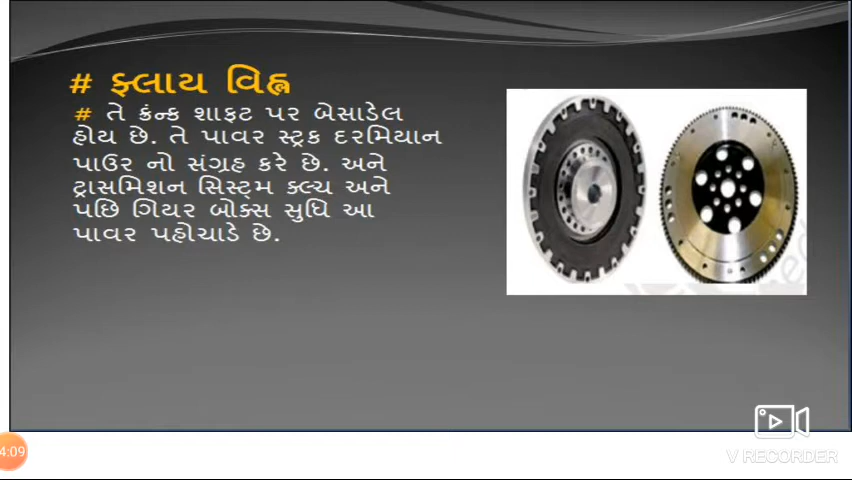 # ફ્લાય વિહ્લ
# તે ક્રંન્ક શાફટ પર બેસાડેલ
હોય છે. તે પાવર સ્ટ્રક દરમિયાન
પાઉર નો સંગ્રહ કરે છે. અને
ટ્રાસમિશન સિસ્ટ્મ ક્લ્ચ અને
પછિ ગિયર બોક્સ સુધિ આ
પાવર પહોચાડે છે.
4:09
V RECORDER